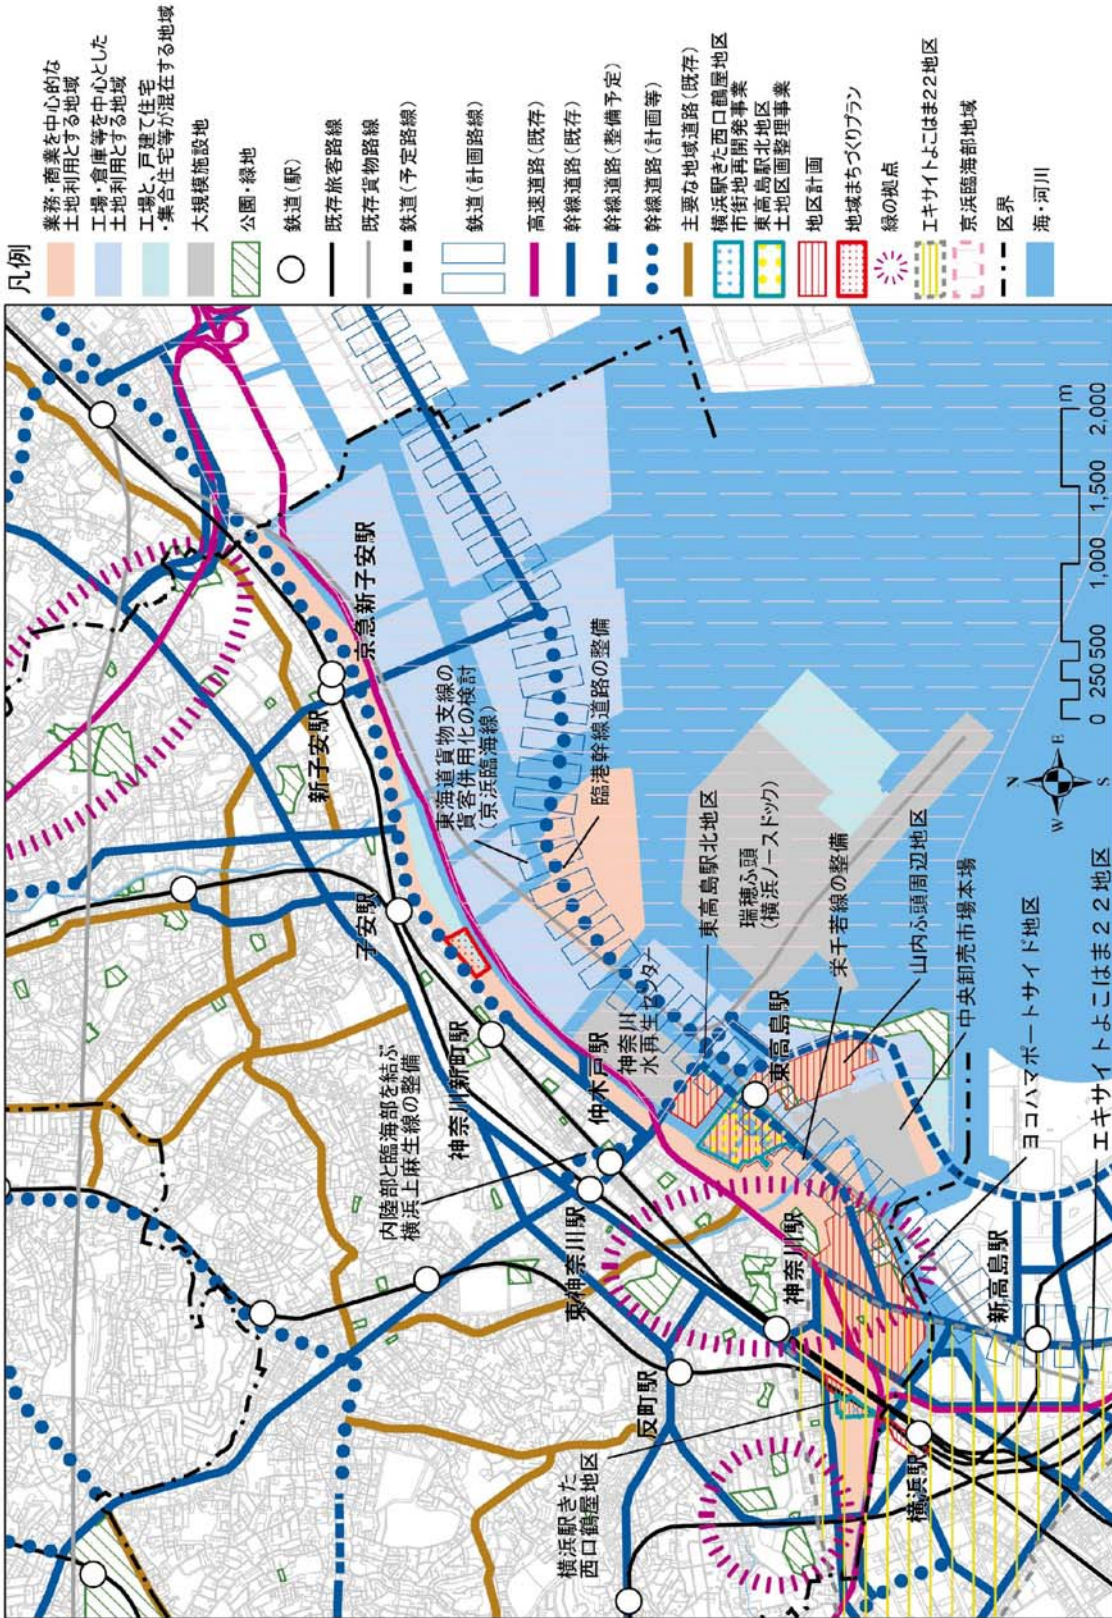 凡例
業務・商業を中心的な
土地利用とする地域
工場・倉庫等を中心とした
土地利用とする地域
工場と、戸建て住宅
・集合住宅等が混在する地域
大規模施設地
公園・緑地
鉄道(駅)
既存旅客路線
既存貨物路線
鉄道(予定路線)
鉄道(計画路線)
高速道路(既存)
幹線道路(既存)
幹線道路(整備予定)
幹線道路(計画等)
主要な地域道路(既存)
横浜駅きた西口鶴屋地区
市街地再開発事業
東高島駅北地区
土地区画整理事業
地区計画
地域まちづくりプラン
緑の拠点
エキサイトよこはま22地区
京浜臨海部地域
区界
海・河川
京急新子安駅
新子安駅
子安駅
東海道貨物支線の
貨客併用化の検討
(京浜臨海線)
臨港幹線道路の整備
神奈川新町駅
内陸部と臨海部を結ぶ
横浜上麻生線の整備
仲木戸駅
神奈川
水再生センター
東高島駅北地区
瑞穂ふ頭
(横浜ノースドック)
東神奈川駅
東高島駅
栄千若線の整備
山内ふ頭周辺地区
中央卸売市場本場
神奈川駅
反町駅
横浜駅きた
西口鶴屋地区
横浜駅
新高島駅
ヨコハマポートサイド地区
エキサイトよこはま22地区
N
W
E
S
0 250 500 1,000 1,500 2,000
m